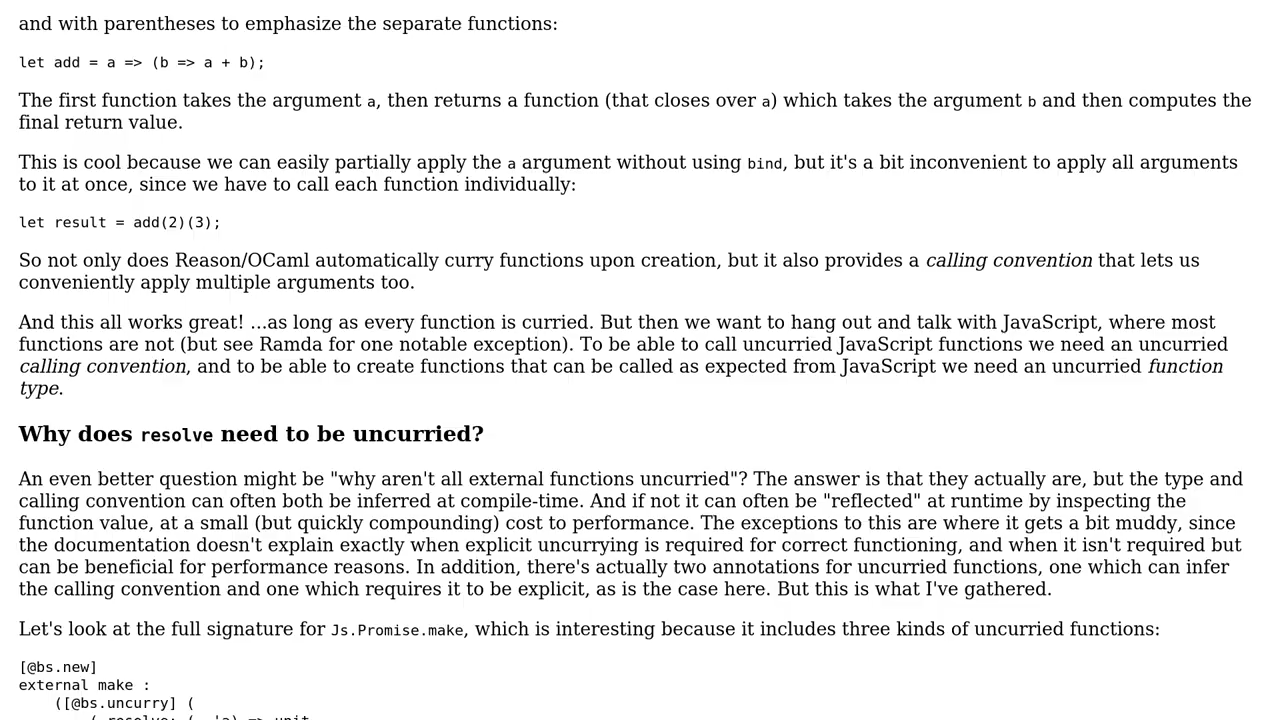 and with parentheses to emphasize the separate functions:
let add = a => (b => a + b);
The first function takes the argument a, then returns a function (that closes over a) which takes the argument b and then computes the
final return value.
This is cool because we can easily partially apply the a argument without using bind, but it's a bit inconvenient to apply all arguments
to it at once, since we have to call each function individually:
let result = add(2)(3);
So not only does Reason/OCaml automatically curry functions upon creation, but it also provides a calling convention that lets us
conveniently apply multiple arguments too.
And this all works great! ...as long as every function is curried. But then we want to hang out and talk with JavaScript, where most
functions are not (but see Ramda for one notable exception). To be able to call uncurried JavaScript functions we need an uncurried
calling convention, and to be able to create functions that can be called as expected from JavaScript we need an uncurried function
type.
Why does resolve need to be uncurried?
An even better question might be "why aren't all external functions uncurried"? The answer is that they actually are, but the type and
calling convention can often both be inferred at compile-time. And if not it can often be "reflected" at runtime by inspecting the
function value, at a small (but quickly compounding) cost to performance. The exceptions to this are where it gets a bit muddy, since
the documentation doesn't explain exactly when explicit uncurrying is required for correct functioning, and when it isn't required but
can be beneficial for performance reasons. In addition, there's actually two annotations for uncurried functions, one which can infer
the calling convention and one which requires it to be explicit, as is the case here. But this is what I've gathered.
Let's look at the full signature for Js.Promise.make, which is interesting because it includes three kinds of uncurried functions:
[@bs.new]
external make :
([@bs.uncurry] (
(~resolve: (. 'a) => unit,